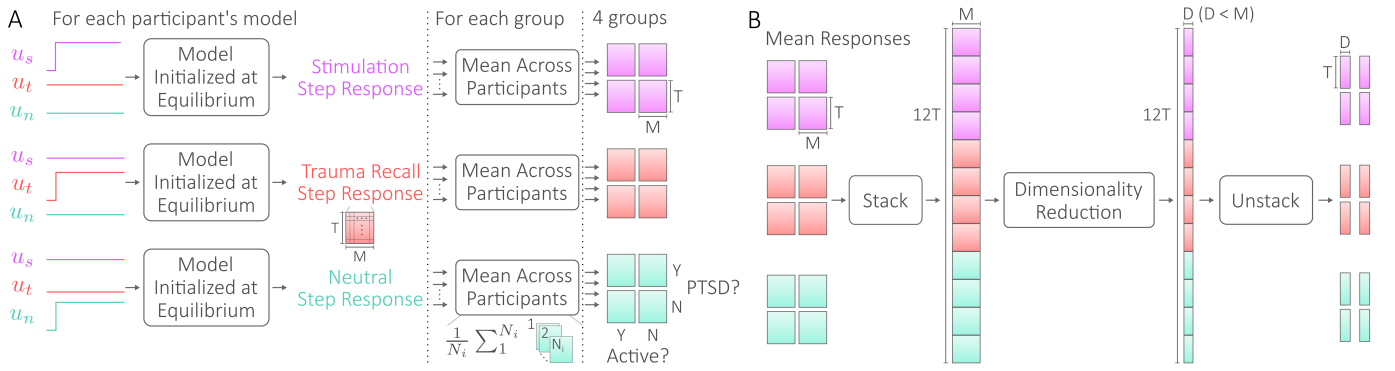 A
For each participant's model
For each group
4 groups
u_s
u_t
u_n
Model
Initialized at
Equilibrium
Stimulation
Step Response
Mean Across
Participants
T
M
u_s
u_t
u_n
Model
Initialized at
Equilibrium
Trauma Recall
Step Response
T
M
Mean Across
Participants
u_s
u_t
u_n
Model
Initialized at
Equilibrium
Neutral
Step Response
Mean Across
Participants
1/N_i ∑_1^{N_i}
1
2
N_i
Y
N
PTSD?
Y N
Active?
B
Mean Responses
T
M
Stack
M
12T
Dimensionality
Reduction
D (D < M)
12T
Unstack
D
T